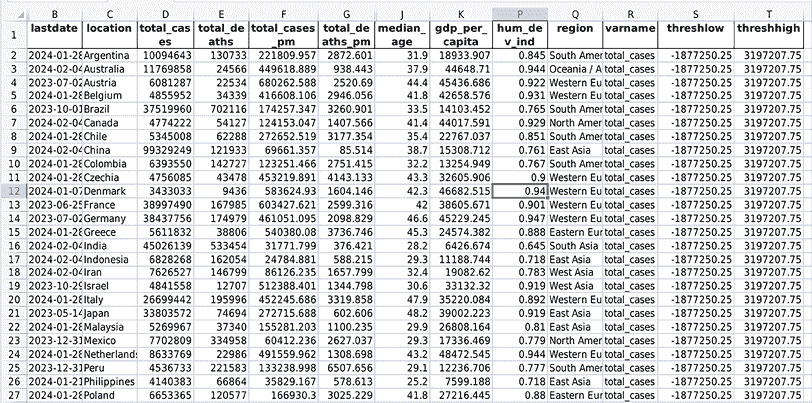 B C D E F G J K P Q R S T
1 lastdate location total_cas es total_de aths total_cases _pm total_de aths_pm median_ age gdp_per_ capita hum_de v_ind region varname threshlow threshhigh
2 2024-01-28 Argentina 10094643 130733 221809.957 2872.601 31.9 18933.907 0.845 South Amer total_cases -1877250.25 3197207.75
3 2024-02-04 Australia 11769858 24566 449618.889 938.443 37.9 44648.71 0.944 Oceania / A total_cases -1877250.25 3197207.75
4 2023-07-02 Austria 6081287 22534 680262.588 2520.69 44.4 45436.686 0.922 Western Eu total_cases -1877250.25 3197207.75
5 2024-01-28 Belgium 4855952 34339 416608.106 2946.056 41.8 42658.576 0.931 Western Eu total_cases -1877250.25 3197207.75
6 2023-10-01 Brazil 37519960 702116 174257.347 3260.901 33.5 14103.452 0.765 South Amer total_cases -1877250.25 3197207.75
7 2024-02-04 Canada 4774222 54127 124153.047 1407.566 41.4 44017.591 0.929 North Amer total_cases -1877250.25 3197207.75
8 2024-01-28 Chile 5345008 62288 272652.519 3177.354 35.4 22767.037 0.851 South Amer total_cases -1877250.25 3197207.75
9 2024-02-04 China 99329249 121933 69661.357 85.514 38.7 15308.712 0.761 East Asia total_cases -1877250.25 3197207.75
10 2024-01-28 Colombia 6393550 142727 123251.466 2751.415 32.2 13254.949 0.767 South Amer total_cases -1877250.25 3197207.75
11 2024-01-28 Czechia 4756085 43478 453219.891 4143.133 43.3 32605.906 0.9 Western Eu total_cases -1877250.25 3197207.75
12 2024-01-07 Denmark 3433033 9436 583624.93 1604.146 42.3 46682.515 0.94 Western Eu total_cases -1877250.25 3197207.75
13 2023-06-25 France 38997490 167985 603427.621 2599.316 42 38605.671 0.901 Western Eu total_cases -1877250.25 3197207.75
14 2023-07-02 Germany 38437756 174979 461051.095 2098.829 46.6 45229.245 0.947 Western Eu total_cases -1877250.25 3197207.75
15 2024-01-28 Greece 5611832 38806 540380.08 3736.746 45.3 24574.382 0.888 Eastern Eur total_cases -1877250.25 3197207.75
16 2024-02-04 India 45026139 533454 31771.799 376.421 28.2 6426.674 0.645 South Asia total_cases -1877250.25 3197207.75
17 2024-02-04 Indonesia 6828268 162054 24784.881 588.215 29.3 11188.744 0.718 East Asia total_cases -1877250.25 3197207.75
18 2024-02-04 Iran 7626527 146799 86126.235 1657.799 32.4 19082.62 0.783 West Asia total_cases -1877250.25 3197207.75
19 2023-10-29 Israel 4841558 12707 512388.401 1344.798 30.6 33132.32 0.919 West Asia total_cases -1877250.25 3197207.75
20 2024-01-28 Italy 26699442 195996 452245.686 3319.858 47.9 35220.084 0.892 Western Eu total_cases -1877250.25 3197207.75
21 2023-05-14 Japan 33803572 74694 272715.688 602.606 48.2 39002.223 0.919 East Asia total_cases -1877250.25 3197207.75
22 2024-01-28 Malaysia 5269967 37340 155281.203 1100.235 29.9 26808.164 0.81 East Asia total_cases -1877250.25 3197207.75
23 2023-12-31 Mexico 7702809 334958 60412.236 2627.037 29.3 17336.469 0.779 North Amer total_cases -1877250.25 3197207.75
24 2024-01-28 Netherlands 8633769 22986 491559.962 1308.698 43.2 48472.545 0.944 Western Eu total_cases -1877250.25 3197207.75
25 2023-12-31 Peru 4536733 221583 133238.998 6507.656 29.1 12236.706 0.777 South Amer total_cases -1877250.25 3197207.75
26 2024-01-21 Philippines 4140383 66864 35829.167 578.613 25.2 7599.188 0.718 East Asia total_cases -1877250.25 3197207.75
27 2024-01-28 Poland 6653365 120577 166930.3 3025.229 41.8 27216.445 0.88 Eastern Eur total_cases -1877250.25 3197207.75